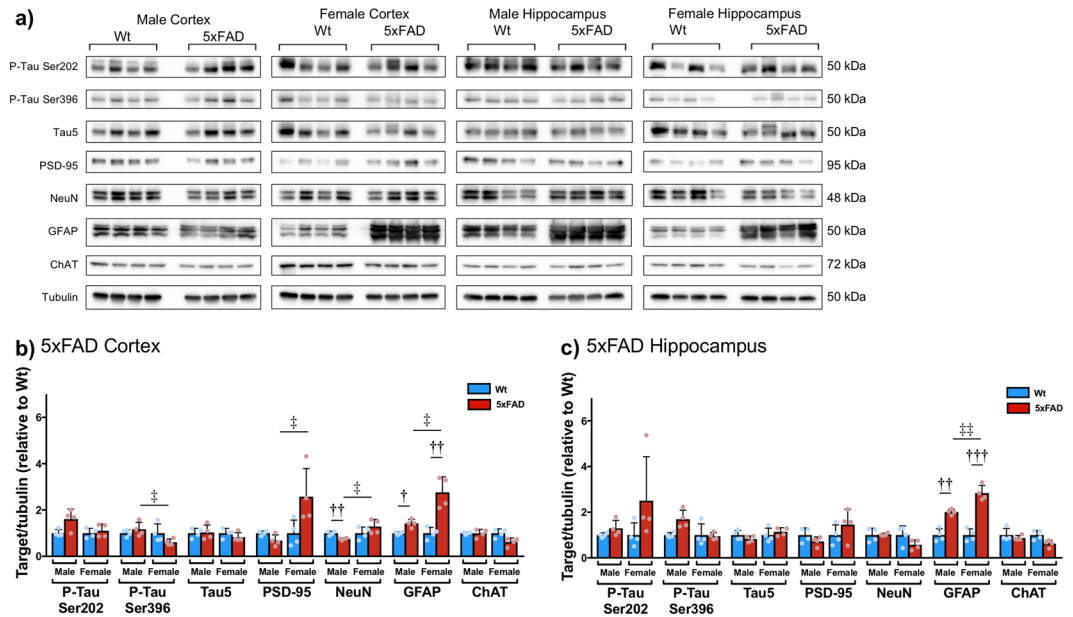 a)
Male Cortex
Female Cortex
Male Hippocampus
Female Hippocampus
Wt
5xFAD
Wt
5xFAD
Wt
5xFAD
Wt
5xFAD
P-Tau Ser202
50 kDa
P-Tau Ser396
50 kDa
Tau5
50 kDa
PSD-95
95 kDa
NeuN
48 kDa
GFAP
50 kDa
ChAT
72 kDa
Tubulin
50 kDa
b) 5xFAD Cortex
Target/tubulin (relative to Wt)
6
4
2
0
Wt
5xFAD
‡
‡
††
‡
†
‡
††
Male Female Male Female Male Female Male Female Male Female Male Female Male Female
P-Tau Ser202
P-Tau Ser396
Tau5
PSD-95
NeuN
GFAP
ChAT
c) 5xFAD Hippocampus
Target/tubulin (relative to Wt)
6
4
2
0
Wt
5xFAD
‡‡
††
†††
Male Female Male Female Male Female Male Female Male Female Male Female Male Female
P-Tau Ser202
P-Tau Ser396
Tau5
PSD-95
NeuN
GFAP
ChAT